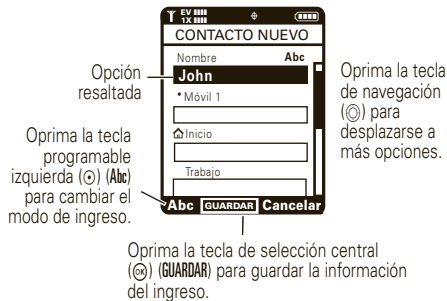 EV
1X
CONTACTO NUEVO
Nombre Abc
John
Móvil 1
Inicio
Trabajo
Abc GUARDAR Cancelar
Opción
resaltada
Oprima la tecla
programable
izquierda (⊙) (Abc)
para cambiar el
modo de ingreso.
Oprima la tecla
de navegación
(◎) para
desplazarse a
más opciones.
Oprima la tecla de selección central
(OK) (GUARDAR) para guardar la información
del ingreso.